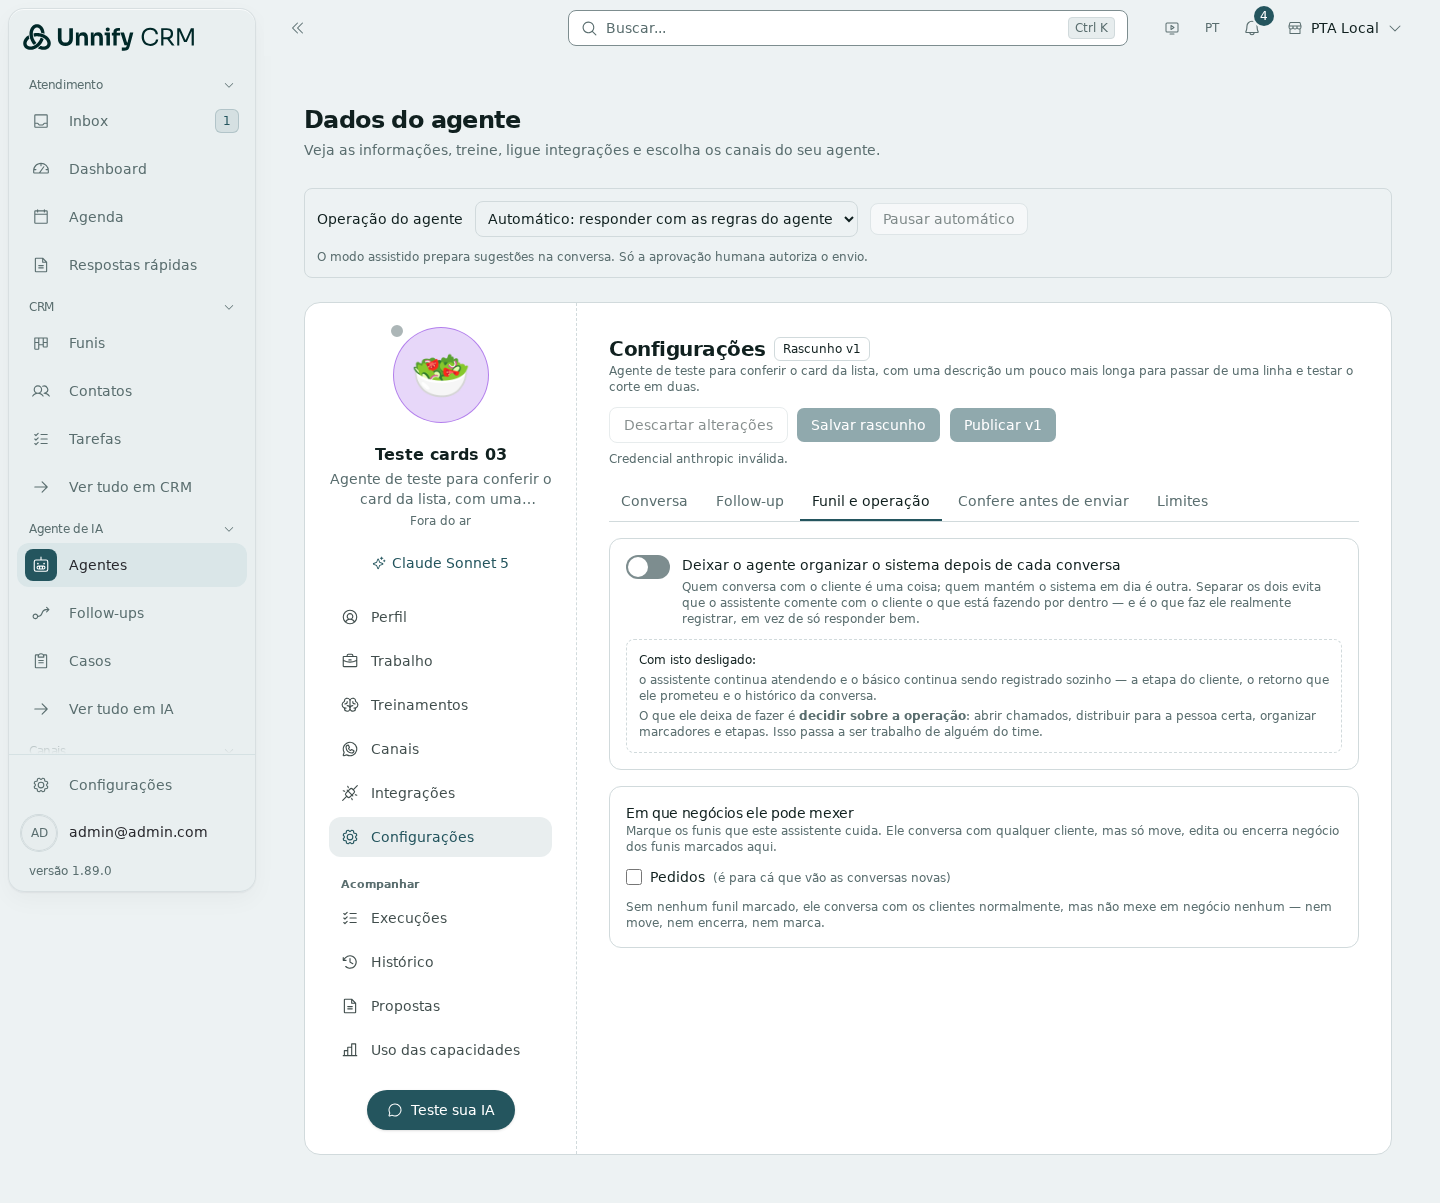 Unnify CRM
Atendimento
Inbox
1
Dashboard
Agenda
Respostas rápidas
CRM
Funis
Contatos
Tarefas
Ver tudo em CRM
Agente de IA
Agentes
Follow-ups
Casos
Ver tudo em IA
Canais
Configurações
AD
admin@admin.com
versão 1.89.0
Buscar...
Ctrl K
PT
4
PTA Local
Dados do agente
Veja as informações, treine, ligue integrações e escolha os canais do seu agente.
Operação do agente
Automático: responder com as regras do agente
Pausar automático
O modo assistido prepara sugestões na conversa. Só a aprovação humana autoriza o envio.
Teste cards 03
Agente de teste para conferir o
card da lista, com uma…
Fora do ar
Claude Sonnet 5
Perfil
Trabalho
Treinamentos
Canais
Integrações
Configurações
Acompanhar
Execuções
Histórico
Propostas
Uso das capacidades
Teste sua IA
Configurações
Rascunho v1
Agente de teste para conferir o card da lista, com uma descrição um pouco mais longa para passar de uma linha e testar o
corte em duas.
Descartar alterações
Salvar rascunho
Publicar v1
Credencial anthropic inválida.
Conversa
Follow-up
Funil e operação
Confere antes de enviar
Limites
Deixar o agente organizar o sistema depois de cada conversa
Quem conversa com o cliente é uma coisa; quem mantém o sistema em dia é outra. Separar os dois evita
que o assistente comente com o cliente o que está fazendo por dentro — e é o que faz ele realmente
registrar, em vez de só responder bem.
Com isto desligado:
o assistente continua atendendo e o básico continua sendo registrado sozinho — a etapa do cliente, o retorno que
ele prometeu e o histórico da conversa.
O que ele deixa de fazer é decidir sobre a operação: abrir chamados, distribuir para a pessoa certa, organizar
marcadores e etapas. Isso passa a ser trabalho de alguém do time.
Em que negócios ele pode mexer
Marque os funis que este assistente cuida. Ele conversa com qualquer cliente, mas só move, edita ou encerra negócio
dos funis marcados aqui.
Pedidos (é para cá que vão as conversas novas)
Sem nenhum funil marcado, ele conversa com os clientes normalmente, mas não mexe em negócio nenhum — nem
move, nem encerra, nem marca.